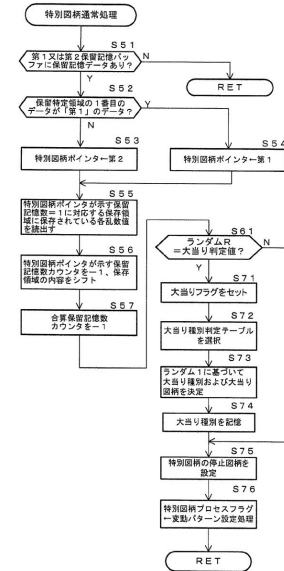 特別図柄通常処理
S51
第1又は第2保留記憶バッ
ファに保留記憶データあり?
N
Y
RET
S52
保留特定領域の1番目の
データが「第1」のデータ?
Y
N
S53
特別図柄ポインタ←第2
S54
特別図柄ポインタ←第1
S55
特別図柄ポインタが示す保留
記憶数=1に対応する保存領
域に保存されている各乱数値
を読出す
S56
特別図柄ポインタが示す保留
記憶数カウンタを-1、保存
領域の内容をシフト
S57
合算保留記憶数
カウンタを-1
S61
ランダムR
=大当り判定値?
N
Y
S71
大当りフラグをセット
S72
大当り種別判定テーブル
を選択
S73
ランダム1に基づいて
大当り種別および大当り
図柄を決定
S74
大当り種別を記憶
S75
特別図柄の停止図柄を
設定
S76
特別図柄プロセスフラグ
←変動パターン設定処理
RET